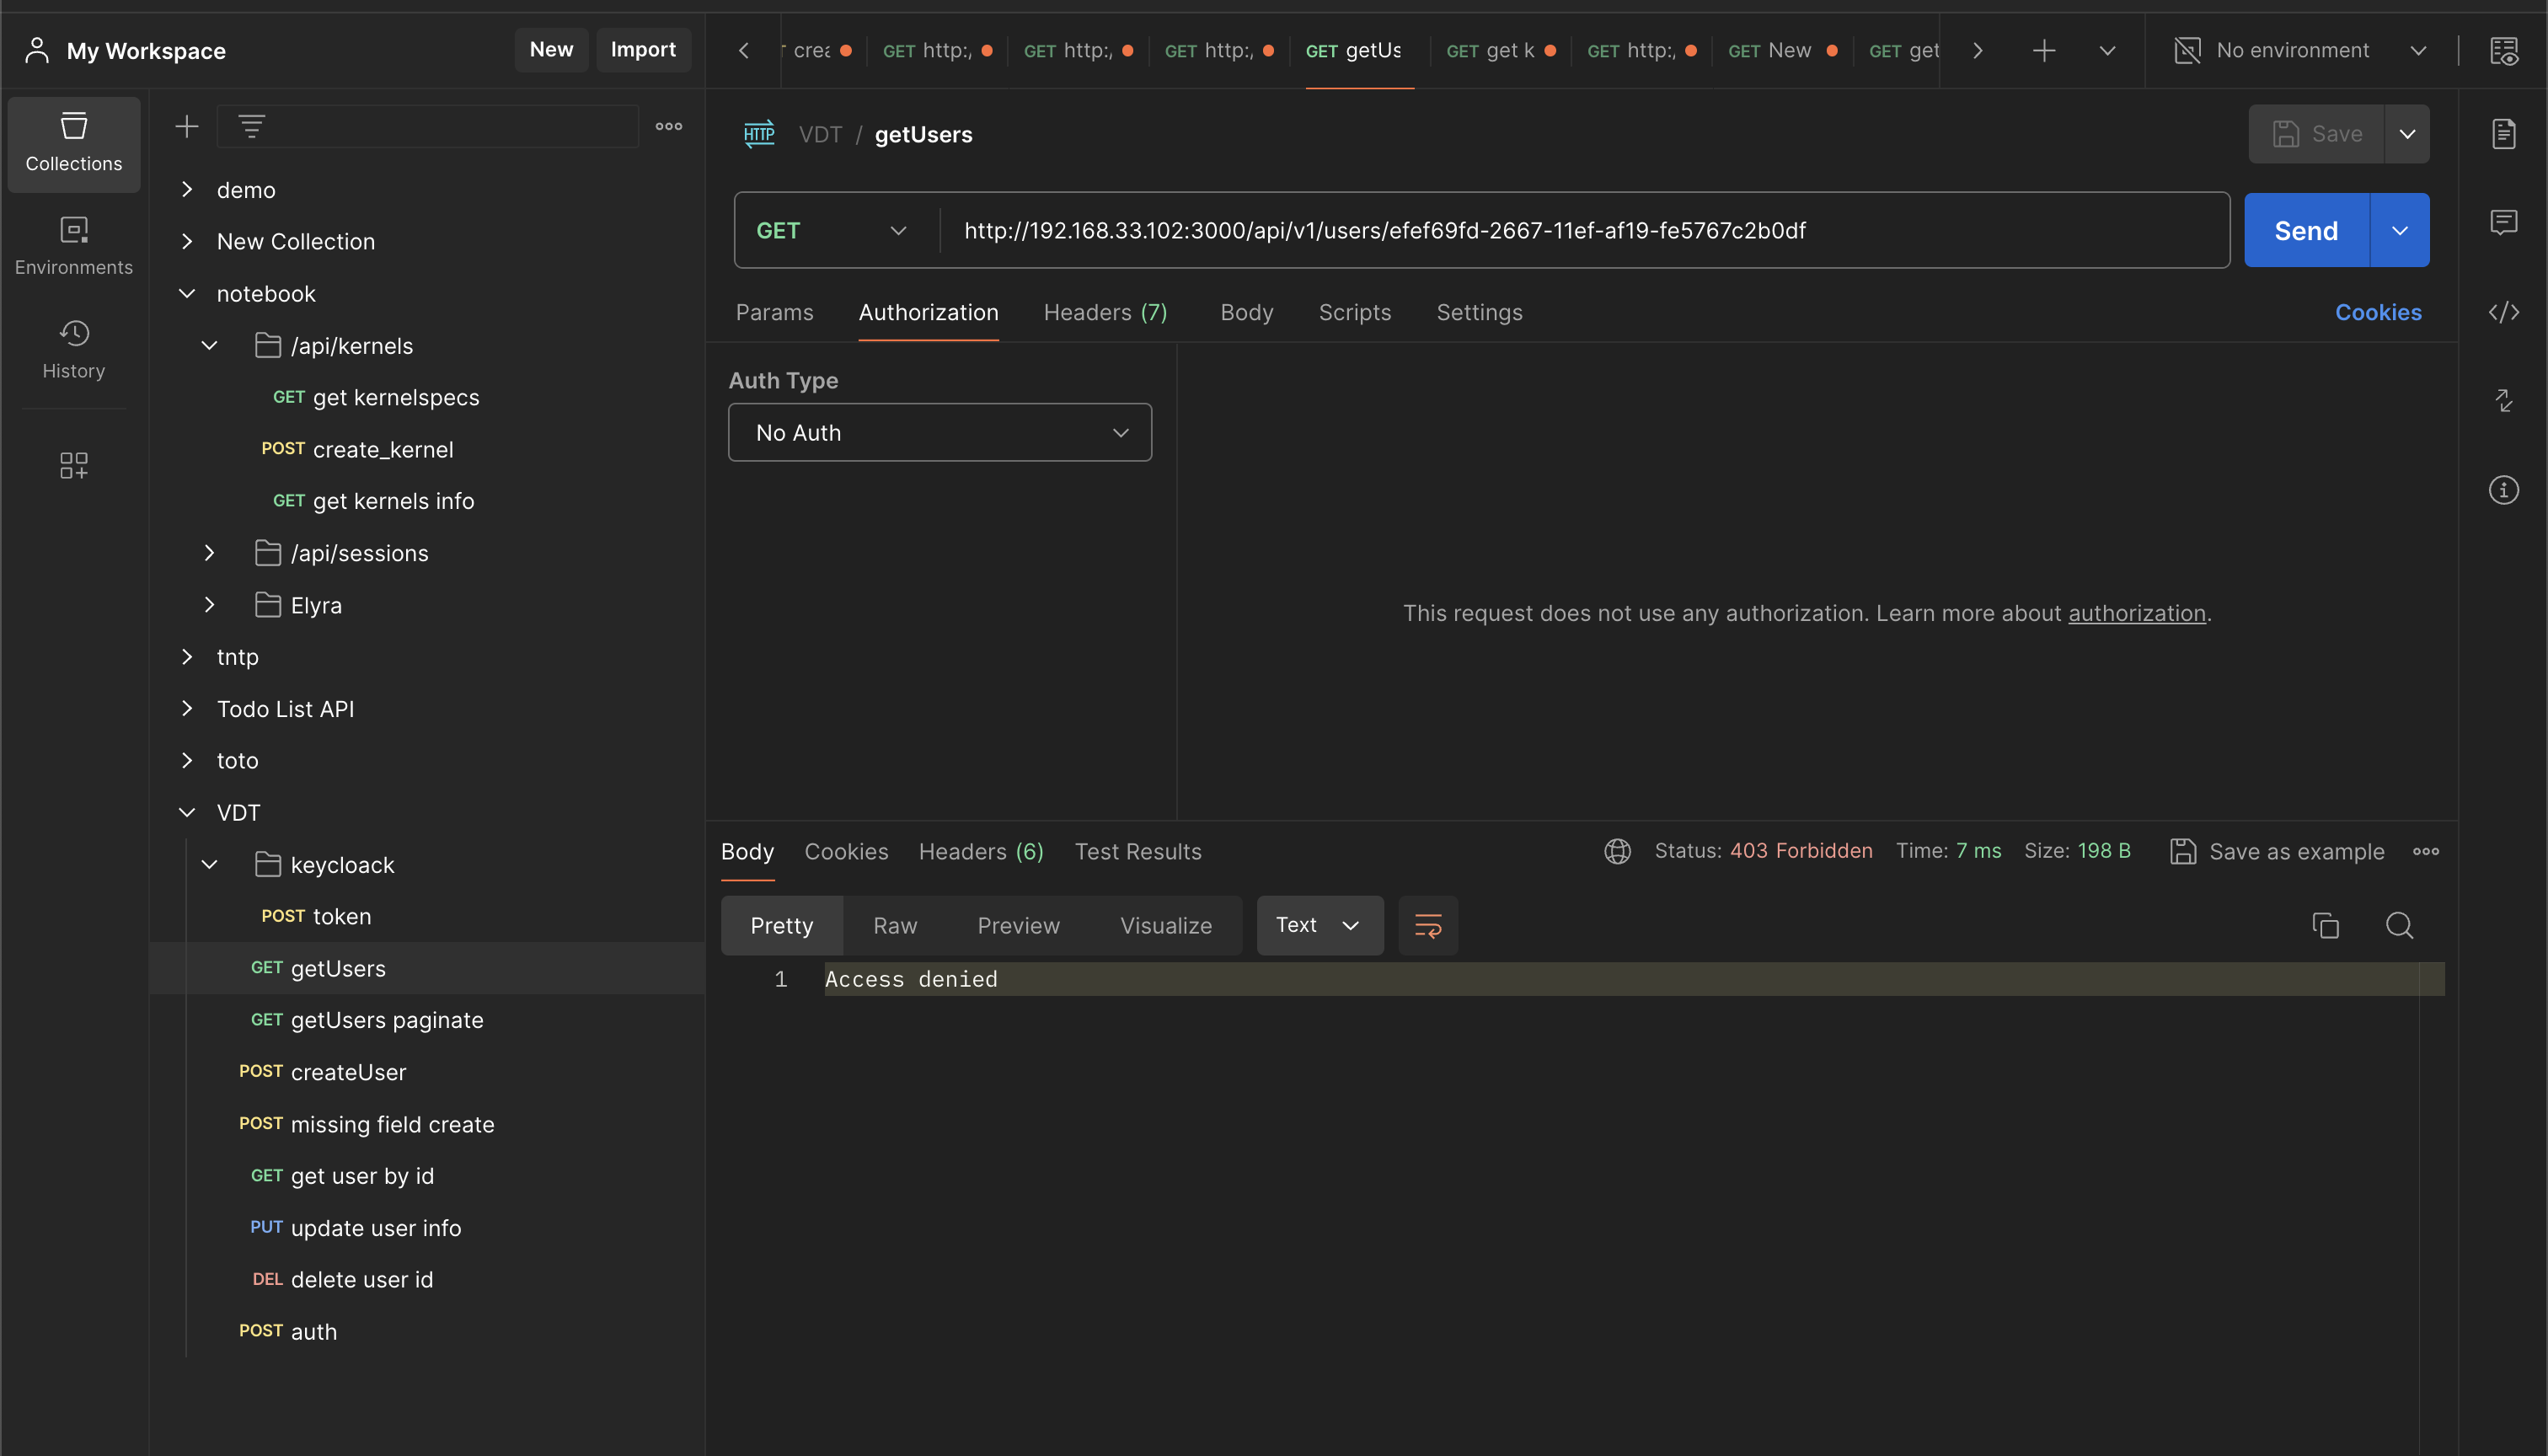 My Workspace
New
Import
crea
GET http:,
GET http:,
GET http:,
GET getUs
GET get k
GET http:,
GET New
GET get
No environment
Collections
Environments
History
demo
New Collection
notebook
/api/kernels
GET get kernelspecs
POST create_kernel
GET get kernels info
/api/sessions
Elyra
tntp
Todo List API
toto
VDT
keycloack
POST token
GET getUsers
GET getUsers paginate
POST createUser
POST missing field create
GET get user by id
PUT update user info
DEL delete user id
POST auth
HTTP VDT / getUsers
Save
GET http://192.168.33.102:3000/api/v1/users/efef69fd-2667-11ef-af19-fe5767c2b0df
Send
Params Authorization Headers (7) Body Scripts Settings Cookies
Auth Type
No Auth
This request does not use any authorization. Learn more about authorization.
Body Cookies Headers (6) Test Results Status: 403 Forbidden Time: 7 ms Size: 198 B Save as example
Pretty Raw Preview Visualize Text
1 Access denied